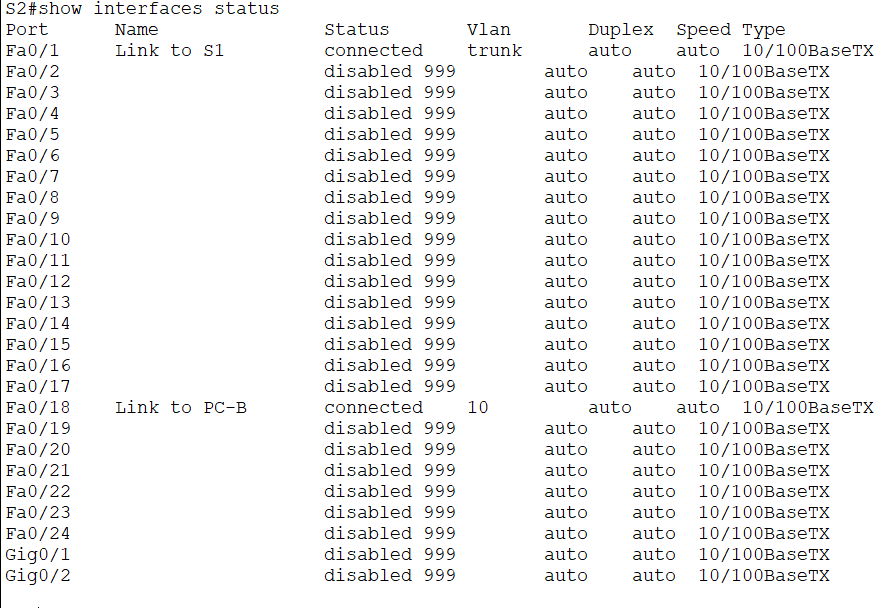 S2#show interfaces status
Port      Name               Status       Vlan       Duplex  Speed Type
Fa0/1     Link to S1         connected    trunk      auto    auto  10/100BaseTX
Fa0/2                        disabled 999        auto    auto  10/100BaseTX
Fa0/3                        disabled 999        auto    auto  10/100BaseTX
Fa0/4                        disabled 999        auto    auto  10/100BaseTX
Fa0/5                        disabled 999        auto    auto  10/100BaseTX
Fa0/6                        disabled 999        auto    auto  10/100BaseTX
Fa0/7                        disabled 999        auto    auto  10/100BaseTX
Fa0/8                        disabled 999        auto    auto  10/100BaseTX
Fa0/9                        disabled 999        auto    auto  10/100BaseTX
Fa0/10                       disabled 999        auto    auto  10/100BaseTX
Fa0/11                       disabled 999        auto    auto  10/100BaseTX
Fa0/12                       disabled 999        auto    auto  10/100BaseTX
Fa0/13                       disabled 999        auto    auto  10/100BaseTX
Fa0/14                       disabled 999        auto    auto  10/100BaseTX
Fa0/15                       disabled 999        auto    auto  10/100BaseTX
Fa0/16                       disabled 999        auto    auto  10/100BaseTX
Fa0/17                       disabled 999        auto    auto  10/100BaseTX
Fa0/18    Link to PC-B       connected    10         auto    auto  10/100BaseTX
Fa0/19                       disabled 999        auto    auto  10/100BaseTX
Fa0/20                       disabled 999        auto    auto  10/100BaseTX
Fa0/21                       disabled 999        auto    auto  10/100BaseTX
Fa0/22                       disabled 999        auto    auto  10/100BaseTX
Fa0/23                       disabled 999        auto    auto  10/100BaseTX
Fa0/24                       disabled 999        auto    auto  10/100BaseTX
Gig0/1                       disabled 999        auto    auto  10/100BaseTX
Gig0/2                       disabled 999        auto    auto  10/100BaseTX